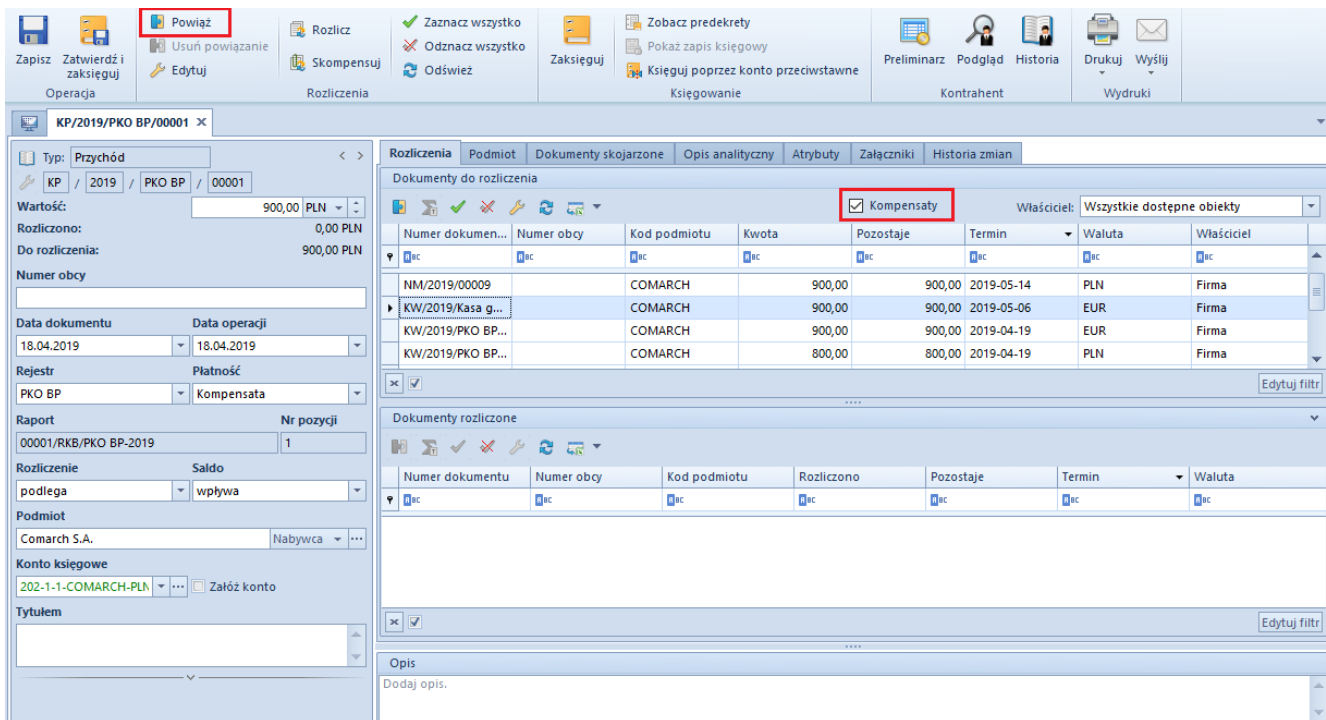 Zapisz
Zatwierdź i zaksięguj
Operacja
Powiąż
Usuń powiązanie
Edytuj
Rozlicz
Skompensuj
Zaznacz wszystko
Odznacz wszystko
Odśwież
Rozliczenia
Zaksięguj
Zobacz predekrety
Pokaż zapis księgowy
Księguj poprzez konto przeciwstawne
Księgowanie
Preliminarz
Podgląd
Historia
Kontrahent
Drukuj
Wyślij
Wydruki
KP/2019/PKO BP/00001
Typ: Przychód
KP / 2019 / PKO BP / 00001
Wartość: 900,00 PLN
Rozliczono: 0,00 PLN
Do rozliczenia: 900,00 PLN
Numer obcy
Data dokumentu Data operacji
18.04.2019 18.04.2019
Rejestr Płatność
PKO BP Kompensata
Raport Nr pozycji
00001/RKB/PKO BP-2019 1
Rozliczenie Saldo
podlega wpływa
Podmiot
Comarch S.A. Nabywca
Konto księgowe
202-1-1-COMARCH-PLN Załóż konto
Tytułem
Rozliczenia Podmiot Dokumenty skojarzone Opis analityczny Atrybuty Załączniki Historia zmian
Dokumenty do rozliczenia
Kompensaty Właściciel: Wszystkie dostępne obiekty
Numer dokumen... Numer obcy Kod podmiotu Kwota Pozostaje Termin Waluta Właściciel
NM/2019/00009 COMARCH 900,00 900,00 2019-05-14 PLN Firma
KW/2019/Kasa g... COMARCH 900,00 900,00 2019-05-06 EUR Firma
KW/2019/PKO BP... COMARCH 900,00 900,00 2019-04-19 EUR Firma
KW/2019/PKO BP... COMARCH 800,00 800,00 2019-04-19 PLN Firma
Edytuj filtr
Dokumenty rozliczone
Numer dokumentu Numer obcy Kod podmiotu Rozliczono Pozostaje Termin Waluta
Edytuj filtr
Opis
Dodaj opis.